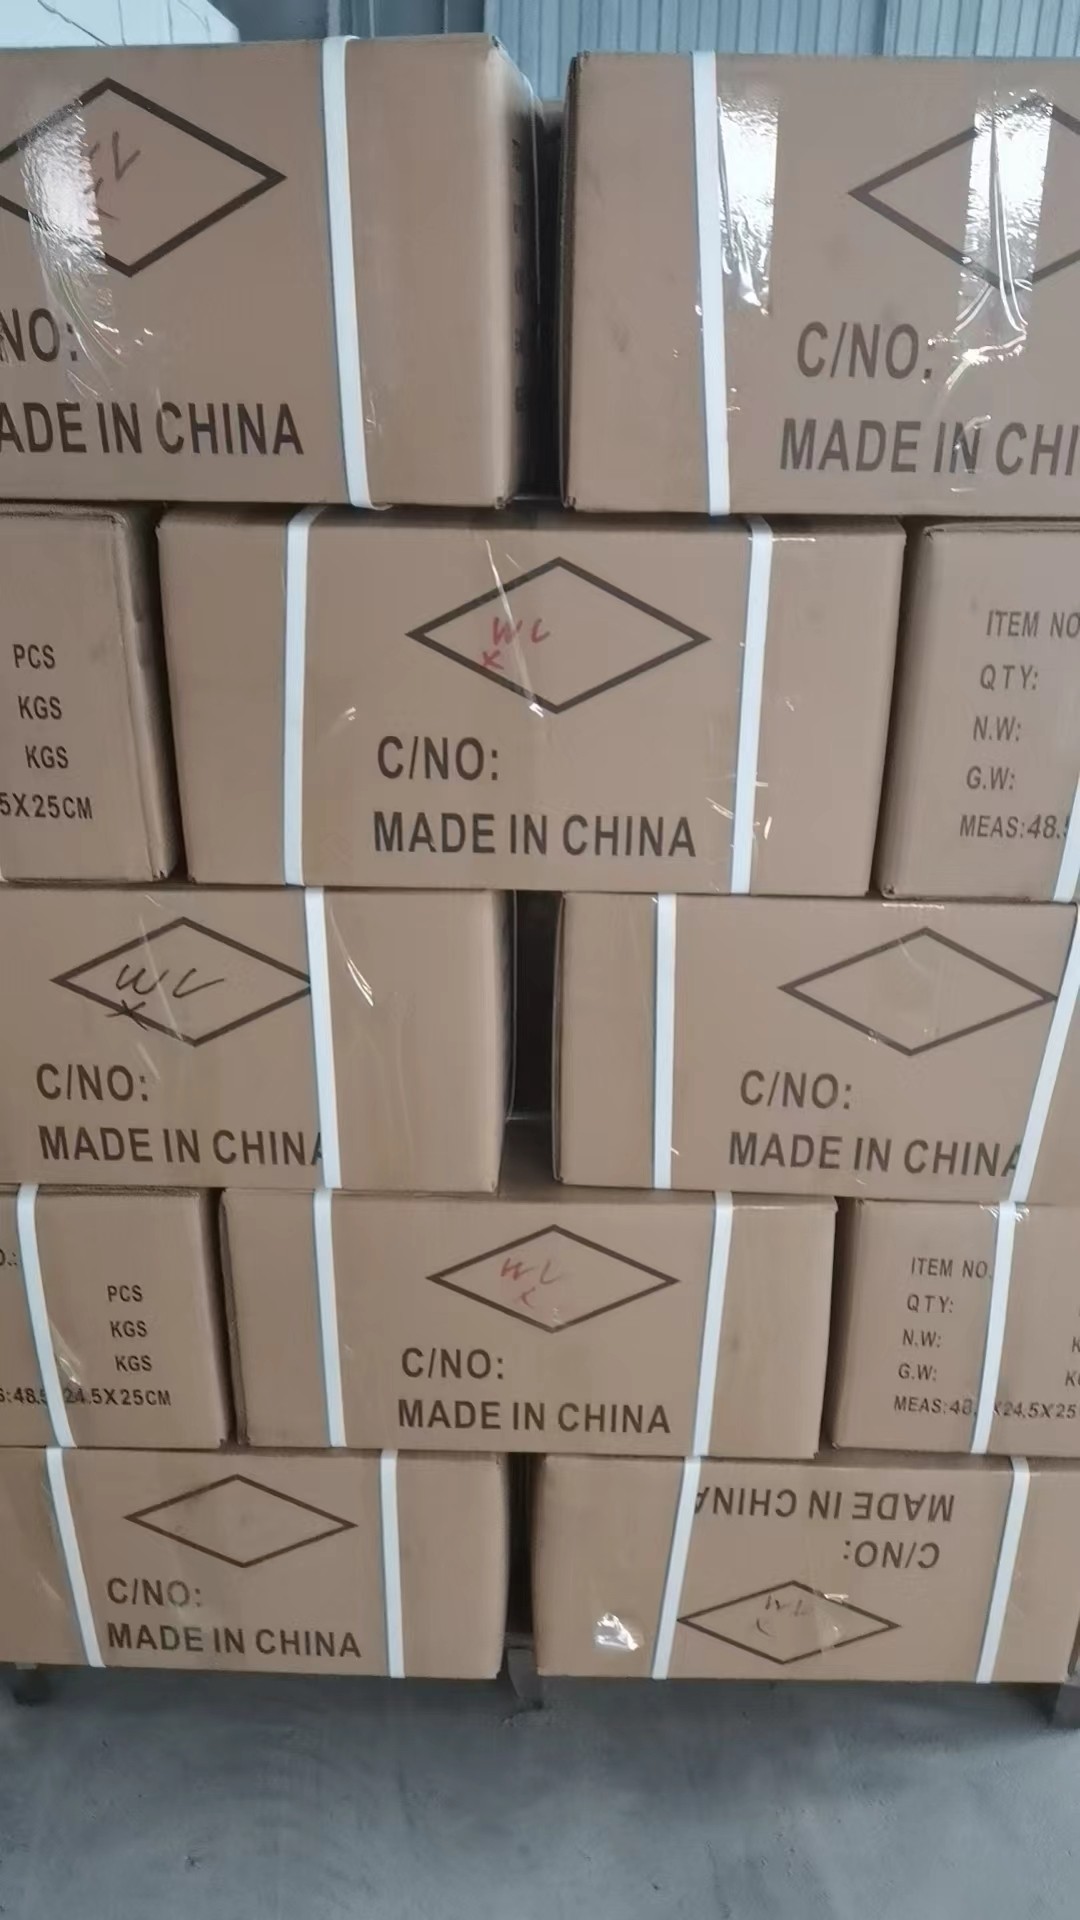 NO:
ADE IN CHINA
C/NO:
MADE IN CHI
PCS
KGS
KGS
5X25CM
WL
X
C/NO:
MADE IN CHINA
ITEM NO
QTY:
N.W:
G.W:
MEAS:48.
WL
X
C/NO:
MADE IN CHINA
C/NO:
MADE IN CHINA
PCS
KGS
KGS
:48.5 24.5X25CM
WL
X
C/NO:
MADE IN CHINA
ITEM NO.
QTY:
N.W:
G.W:
MEAS:48. X24.5X25
C/NO:
MADE IN CHINA
MADE IN CHINA
C/NO:
WL